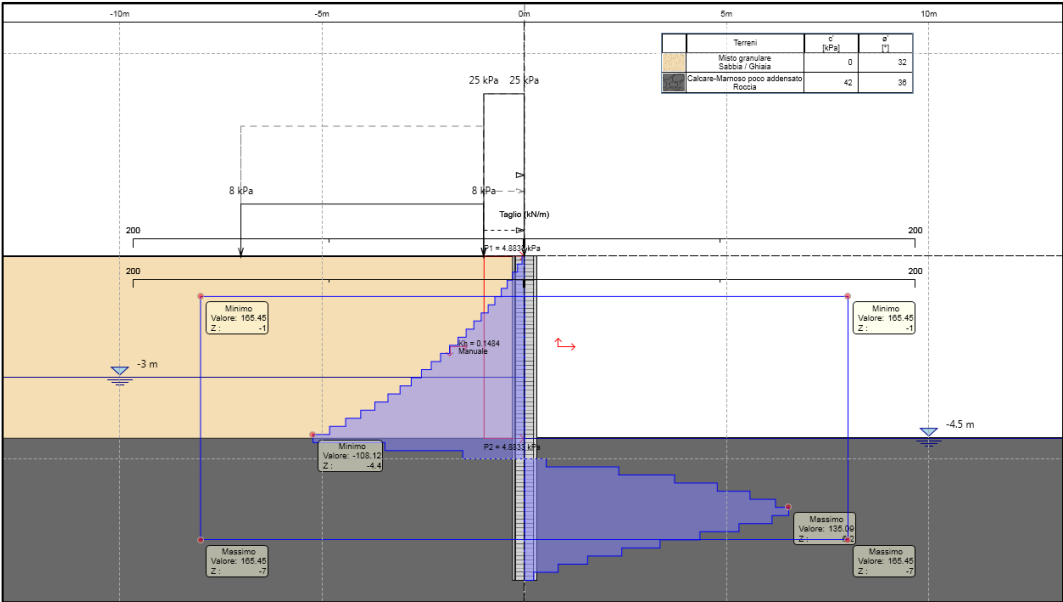 -10m
-5m
0m
5m
10m
Terreni
c'
[kPa]
ø'
[°]
Misto granulare
Sabbia / Ghiaia
0
32
Calcare-Marnoso poco addensato
Roccia
42
36
25 kPa
25 kPa
8 kPa
8 kPa
Taglio (kN/m)
200
200
P1 = 4.8833 kPa
200
200
Minimo
Valore: 165.45
Z : -1
Minimo
Valore: 165.45
Z : -1
Kh = 0.1484
Manuale
-3 m
-4.5 m
Minimo
Valore: -108.12
Z : -4.4
P2 = 4.8833 kPa
Massimo
Valore: 135.09
Z :
Massimo
Valore: 165.45
Z : -7
Massimo
Valore: 165.45
Z : -7